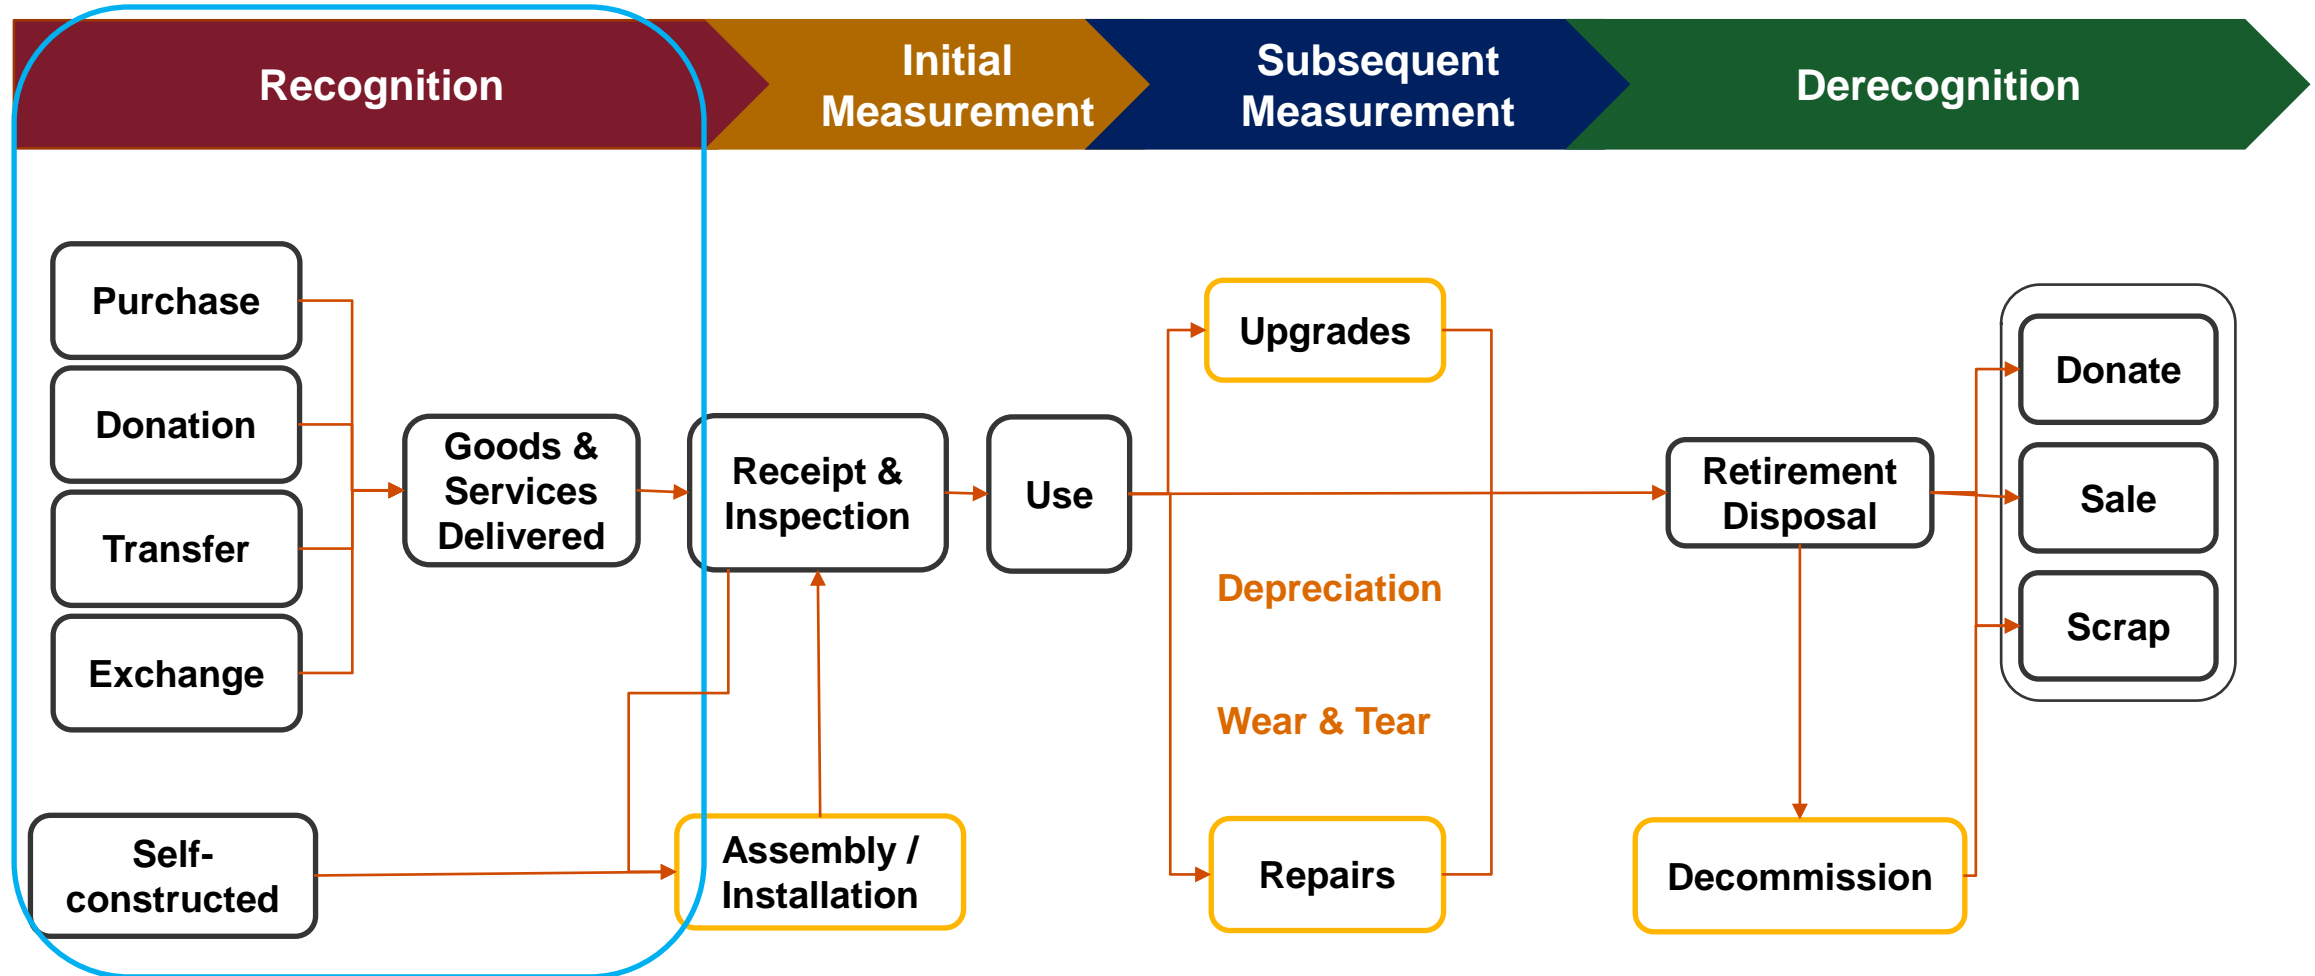 Recognition
Initial
Measurement
Subsequent
Measurement
Derecognition
Purchase
Donation
Transfer
Exchange
Self-
constructed
Goods &
Services
Delivered
Receipt &
Inspection
Assembly /
Installation
Use
Upgrades
Depreciation
Wear & Tear
Repairs
Retirement
Disposal
Decommission
Donate
Sale
Scrap